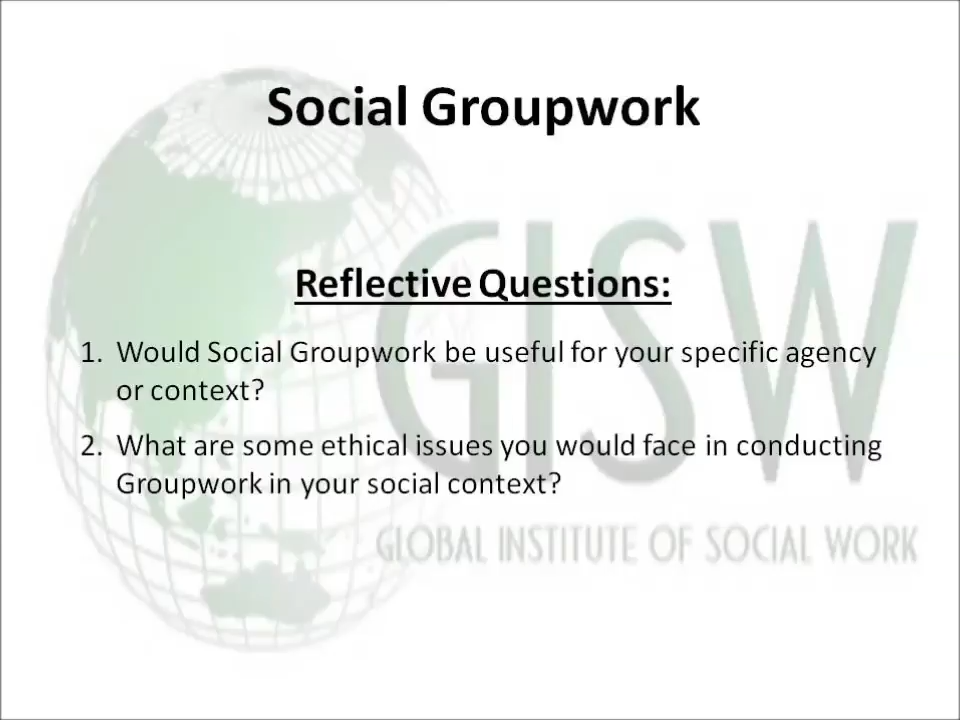 Social Groupwork
Reflective Questions:
1. Would Social Groupwork be useful for your specific agency
or context?
2. What are some ethical issues you would face in conducting
Groupwork in your social context?
GISW
GLOBAL INSTITUTE OF SOCIAL WORK